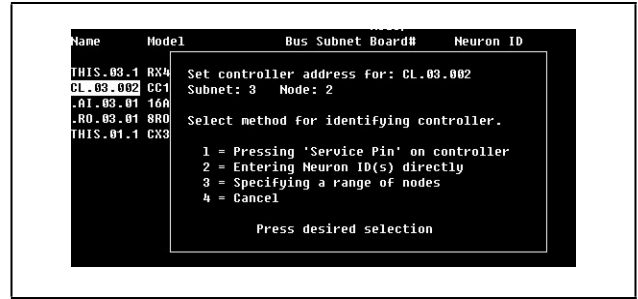 Name Model Bus Subnet Board# Neuron ID
THIS.03.1 RX4
CL.03.002 CC1
.AI.03.01 16A
.RO.03.01 8RO
THIS.01.1 CX3
Set controller address for: CL.03.002
Subnet: 3 Node: 2
Select method for identifying controller.
1 = Pressing 'Service Pin' on controller
2 = Entering Neuron ID(s) directly
3 = Specifying a range of nodes
4 = Cancel
Press desired selection